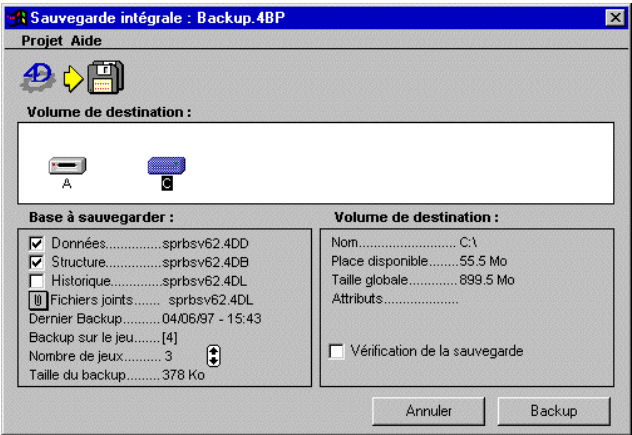 Sauvegarde intégrale : Backup.4BP
Projet Aide
4D
Volume de destination :
A
C
Base à sauvegarder :
Données..............sprbsv62.4DD
Structure..............sprbsv62.4DB
Historique.............sprbsv62.4DL
Fichiers joints....... sprbsv62.4DL
Dernier Backup..........04/06/97 - 15:43
Backup sur le jeu....[4]
Nombre de jeux.......... 3
Taille du backup.........378 Ko
Volume de destination :
Nom......................... C:\
Place disponible........55.5 Mo
Taille globale............899.5 Mo
Attributs...................
Vérification de la sauvegarde
Annuler
Backup